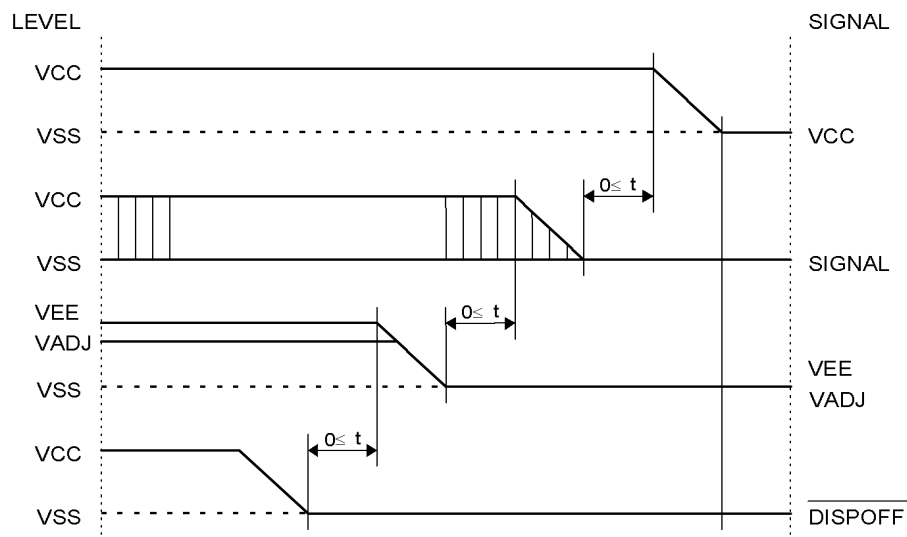 LEVEL SIGNAL
VCC
VSS VCC
0≤ t
VCC
VSS SIGNAL
0≤ t
VEE
VADJ
VSS
VEE
VADJ
0≤ t
VCC
VSS DISPOFF